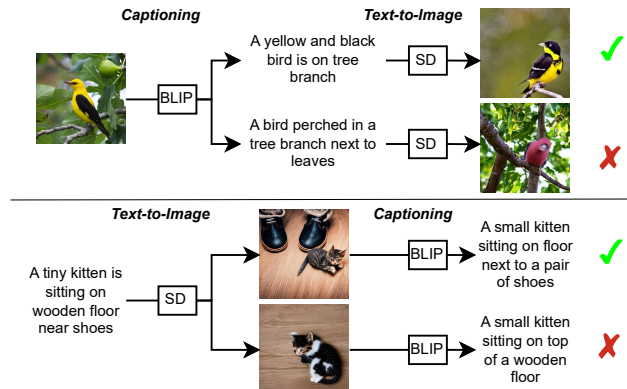 Captioning
Text-to-Image
A yellow and black
bird is on tree
branch
BLIP
SD
A bird perched in a
tree branch next to
leaves
SD
Text-to-Image
Captioning
A tiny kitten is
sitting on
wooden floor
near shoes
SD
BLIP
A small kitten
sitting on floor
next to a pair
of shoes
BLIP
A small kitten
sitting on top
of a wooden
floor